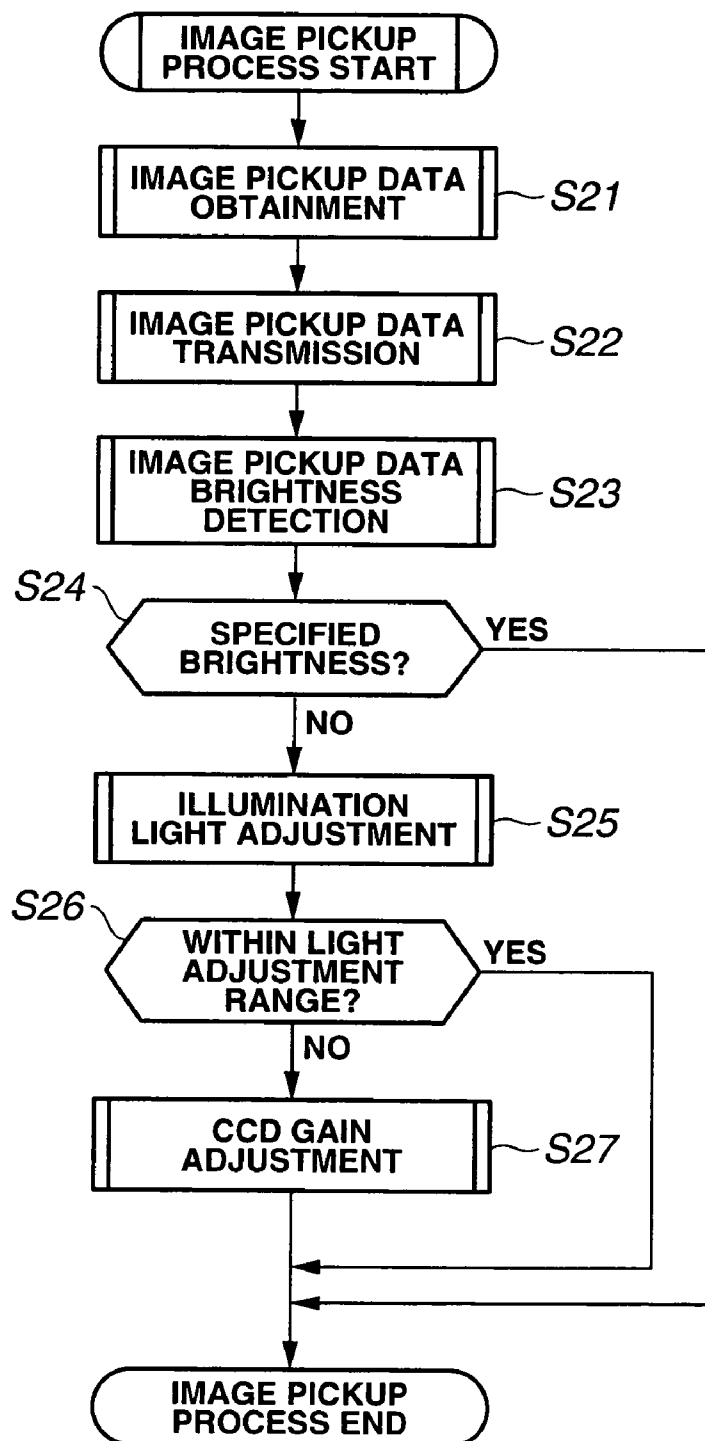 IMAGE PICKUP
PROCESS START
IMAGE PICKUP DATA
OBTAINMENT
S21
IMAGE PICKUP DATA
TRANSMISSION
S22
IMAGE PICKUP DATA
BRIGHTNESS
DETECTION
S23
S24
SPECIFIED
BRIGHTNESS?
YES
NO
ILLUMINATION
LIGHT ADJUSTMENT
S25
S26
WITHIN LIGHT
ADJUSTMENT
RANGE?
YES
NO
CCD GAIN
ADJUSTMENT
S27
IMAGE PICKUP
PROCESS END